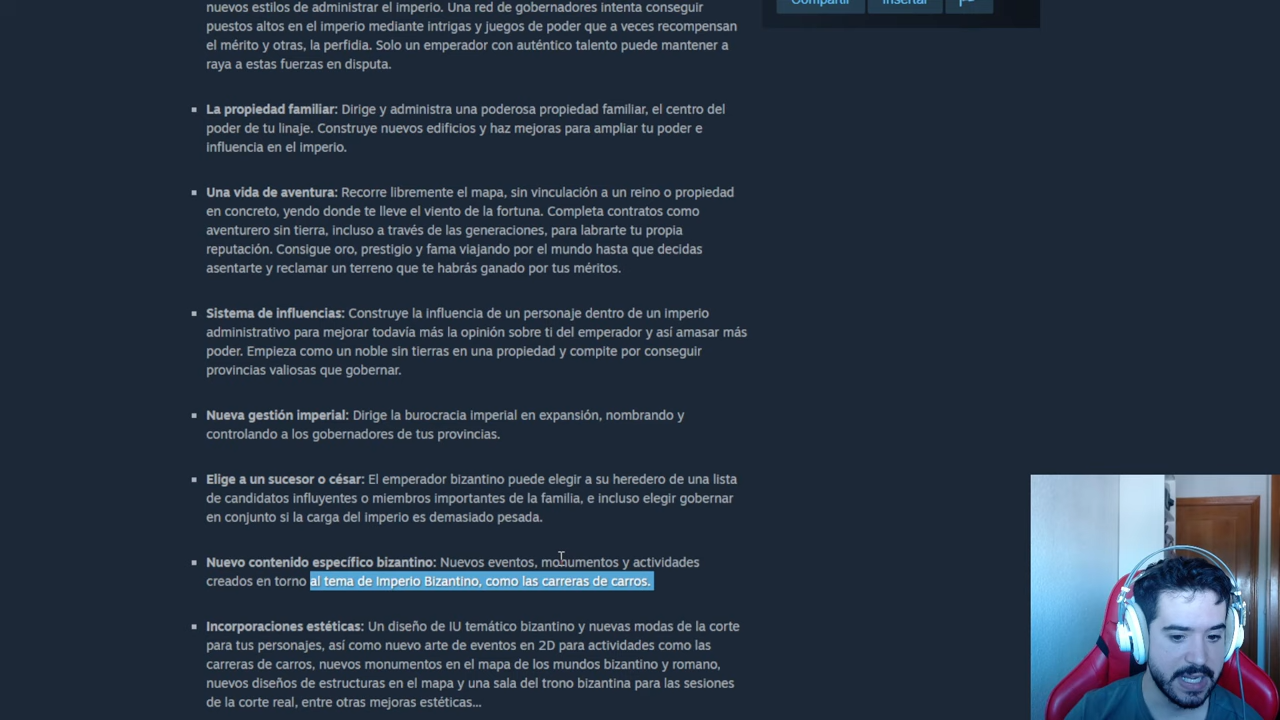 nuevos estilos de administrar el imperio. Una red de gobernadores intenta conseguir
puestos altos en el imperio mediante intrigas y juegos de poder que a veces recompensan
el mérito y otras, la perfidia. Solo un emperador con auténtico talento puede mantener a
raya a estas fuerzas en disputa.
Compartir Insertar
▪ La propiedad familiar: Dirige y administra una poderosa propiedad familiar, el centro del
poder de tu linaje. Construye nuevos edificios y haz mejoras para ampliar tu poder e
influencia en el imperio.
▪ Una vida de aventura: Recorre libremente el mapa, sin vinculación a un reino o propiedad
en concreto, yendo donde te lleve el viento de la fortuna. Completa contratos como
aventurero sin tierra, incluso a través de las generaciones, para labrarte tu propia
reputación. Consigue oro, prestigio y fama viajando por el mundo hasta que decidas
asentarte y reclamar un terreno que te habrás ganado por tus méritos.
▪ Sistema de influencias: Construye la influencia de un personaje dentro de un imperio
administrativo para mejorar todavía más la opinión sobre ti del emperador y así amasar más
poder. Empieza como un noble sin tierras en una propiedad y compite por conseguir
provincias valiosas que gobernar.
▪ Nueva gestión imperial: Dirige la burocracia imperial en expansión, nombrando y
controlando a los gobernadores de tus provincias.
▪ Elige a un sucesor o césar: El emperador bizantino puede elegir a su heredero de una lista
de candidatos influyentes o miembros importantes de la familia, e incluso elegir gobernar
en conjunto si la carga del imperio es demasiado pesada.
▪ Nuevo contenido específico bizantino: Nuevos eventos, monumentos y actividades
creados en torno al tema de Imperio Bizantino, como las carreras de carros.
▪ Incorporaciones estéticas: Un diseño de IU temático bizantino y nuevas modas de la corte
para tus personajes, así como nuevo arte de eventos en 2D para actividades como las
carreras de carros, nuevos monumentos en el mapa de los mundos bizantino y romano,
nuevos diseños de estructuras en el mapa y una sala del trono bizantina para las sesiones
de la corte real, entre otras mejoras estéticas...